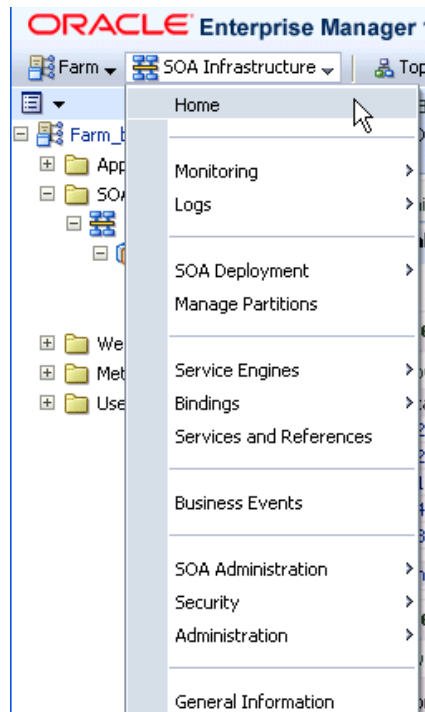 ORACLE Enterprise Manager
Farm SOA Infrastructure Top
Home
Farm_b
App
Monitoring
SOA
Logs
SOA Deployment
Manage Partitions
We
Met
Service Engines
Use
Bindings
Services and References
Business Events
SOA Administration
Security
Administration
General Information